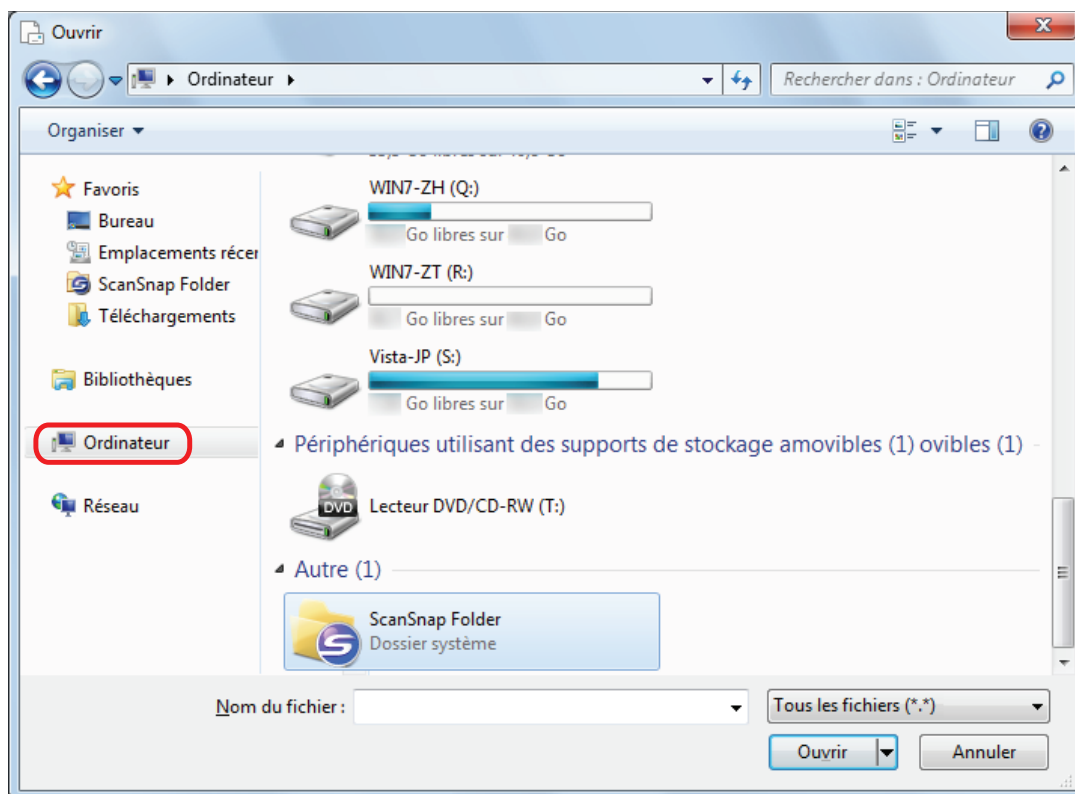 Ouvrir
Ordinateur
Rechercher dans : Ordinateur
Organiser
Favoris
Bureau
Emplacements récer
ScanSnap Folder
Téléchargements
Bibliothèques
Ordinateur
Réseau
WIN7-ZH (Q:)
Go libres sur Go
WIN7-ZT (R:)
Go libres sur Go
Vista-JP (S:)
Go libres sur Go
Périphériques utilisant des supports de stockage amovibles (1) ovibles (1)
DVD
Lecteur DVD/CD-RW (T:)
Autre (1)
ScanSnap Folder
Dossier système
Nom du fichier :
Tous les fichiers (*.*)
Ouvrir
Annuler